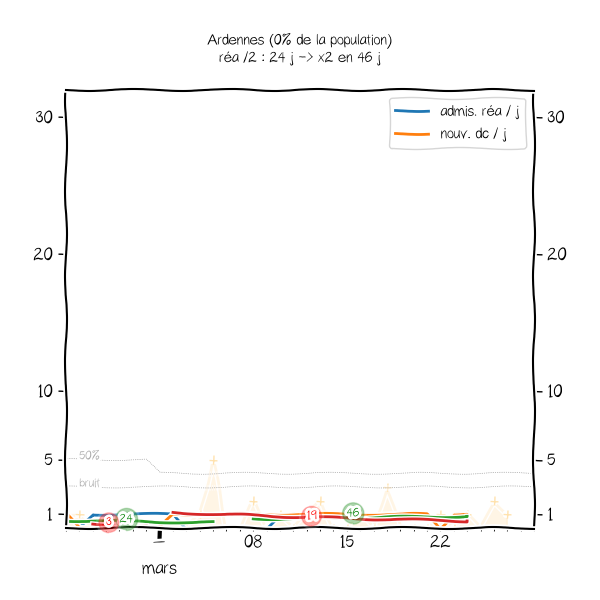 Ardennes (0% de la population)
réa /2 : 24 j -> x2 en 46 j
admis. réa / j
nouv. dc / j
30 30
20 20
10 10
5 50% 5
bruit
1 3 24 19 46 1
1 08 15 22
mars